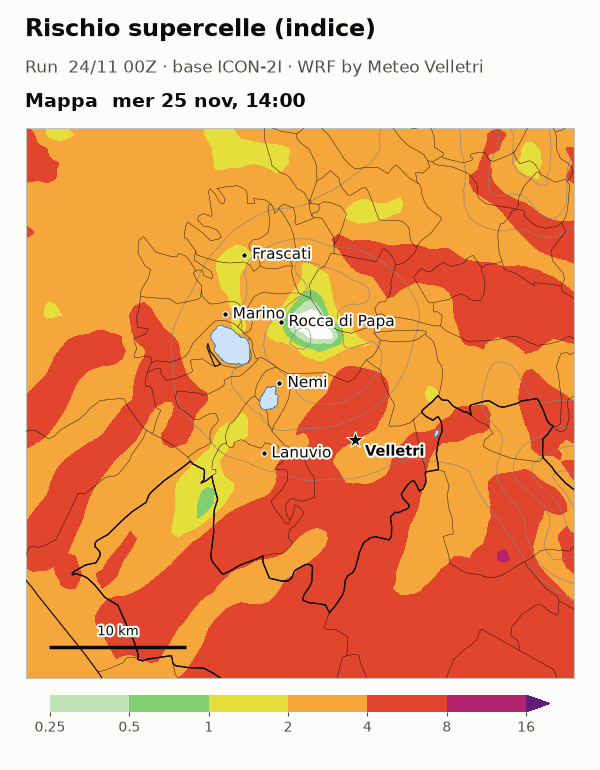 Rischio supercelle (indice)
Run  24/11 00Z · base ICON-2I · WRF by Meteo Velletri
Mappa  mer 25 nov, 14:00
Frascati
Marino
Rocca di Papa
Nemi
Velletri
Lanuvio
10 km
0.25 0.5 1 2 4 8 16